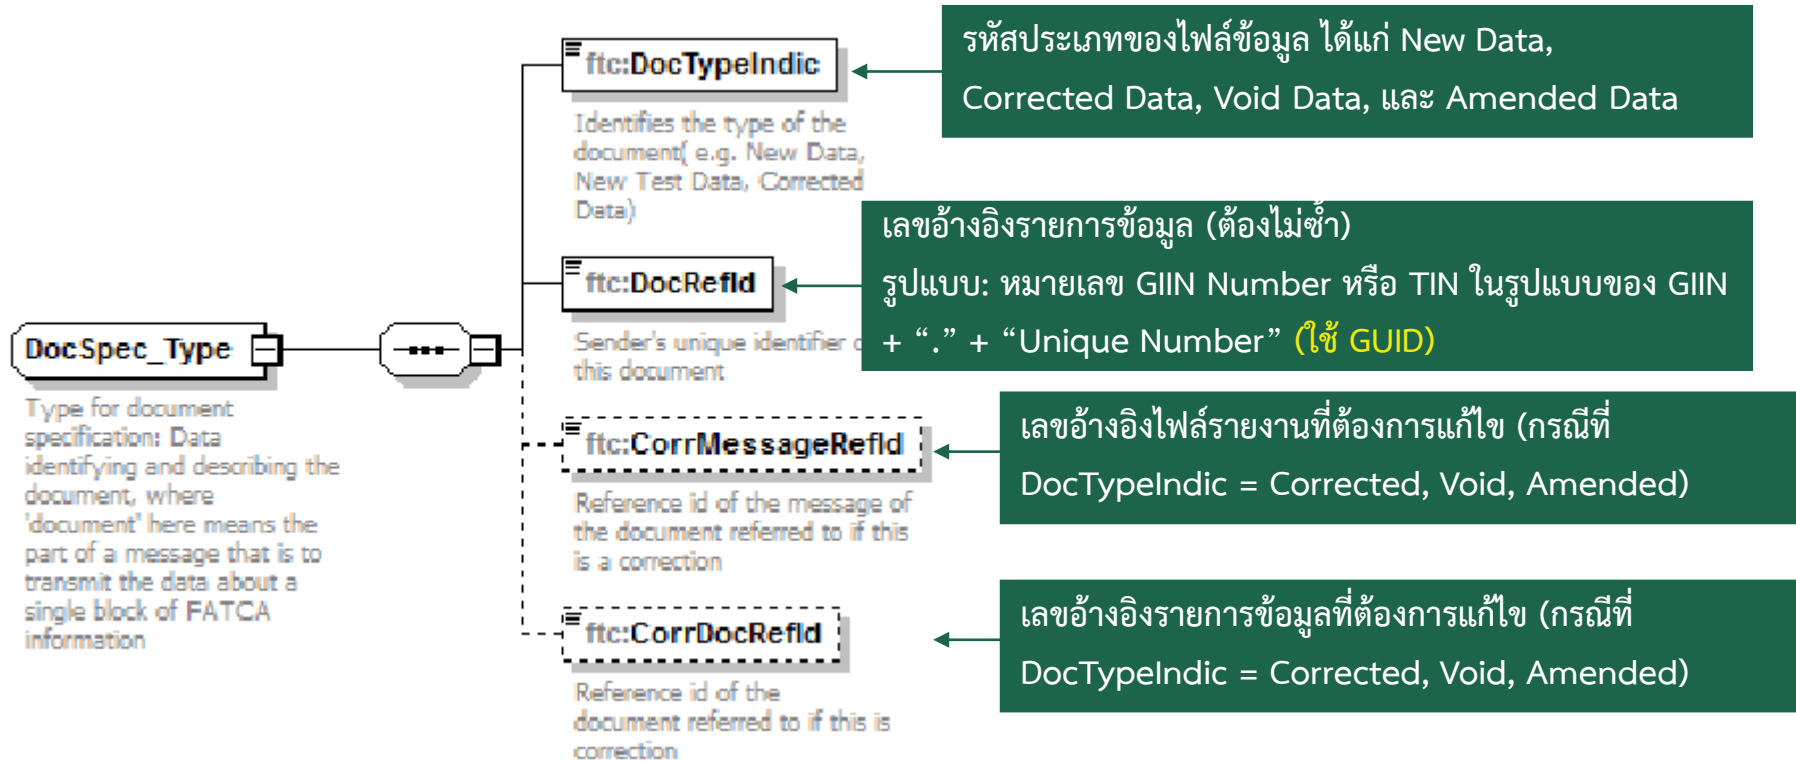 ftc:DocTypeIndic
Identifies the type of the
document( e.g. New Data,
New Test Data, Corrected
Data)
รหัสประเภทของไฟล์ข้อมูล ได้แก่ New Data,
Corrected Data, Void Data, และ Amended Data
ftc:DocRefId
Sender's unique identifier
this document
เลขอ้างอิงรายการข้อมูล (ต้องไม่ซ้ำ)
รูปแบบ: หมายเลข GIIN Number หรือ TIN ในรูปแบบของ GIIN
+ “.” + “Unique Number” (ใช้ GUID)
DocSpec_Type
Type for document
specification: Data
identifying and describing the
document, where
'document' here means the
part of a message that is to
transmit the data about a
single block of FATCA
information
ftc:CorrMessageRefId
Reference id of the message of
the document referred to if this
is a correction
เลขอ้างอิงไฟล์รายงานที่ต้องการแก้ไข (กรณีที่
DocTypeIndic = Corrected, Void, Amended)
ftc:CorrDocRefId
Reference id of the
document referred to if this is
correction
เลขอ้างอิงรายการข้อมูลที่ต้องการแก้ไข (กรณีที่
DocTypeIndic = Corrected, Void, Amended)